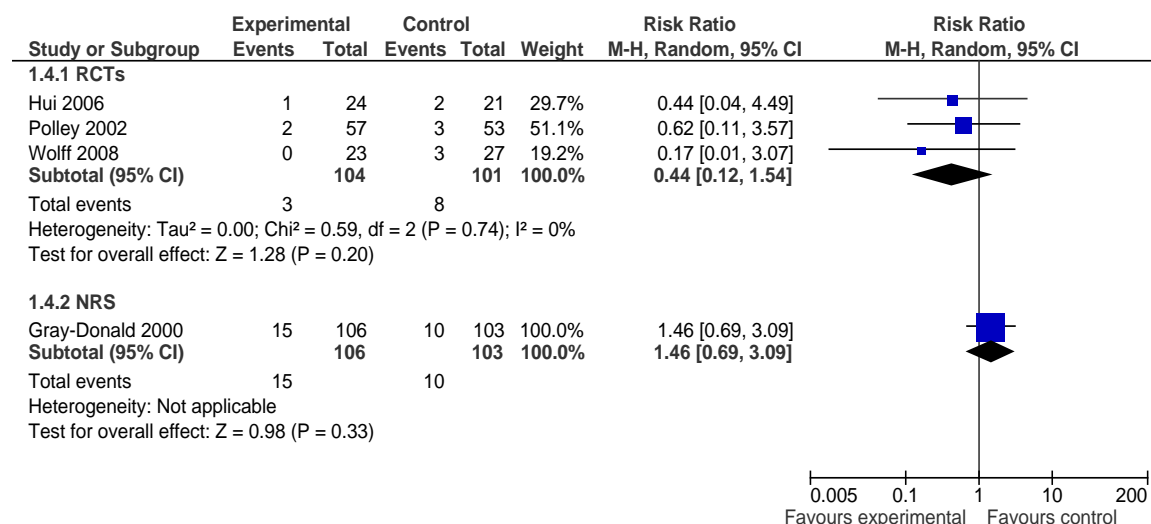 Experimental Control Risk Ratio Risk Ratio
Study or Subgroup Events Total Events Total Weight M-H, Random, 95% CI M-H, Random, 95% CI
1.4.1 RCTs
Hui 2006 1 24 2 21 29.7% 0.44 [0.04, 4.49]
Polley 2002 2 57 3 53 51.1% 0.62 [0.11, 3.57]
Wolff 2008 0 23 3 27 19.2% 0.17 [0.01, 3.07]
Subtotal (95% CI) 104 101 100.0% 0.44 [0.12, 1.54]
Total events 3 8
Heterogeneity: Tau² = 0.00; Chi² = 0.59, df = 2 (P = 0.74); I² = 0%
Test for overall effect: Z = 1.28 (P = 0.20)
1.4.2 NRS
Gray-Donald 2000 15 106 10 103 100.0% 1.46 [0.69, 3.09]
Subtotal (95% CI) 106 103 100.0% 1.46 [0.69, 3.09]
Total events 15 10
Heterogeneity: Not applicable
Test for overall effect: Z = 0.98 (P = 0.33)
0.005 0.1 1 10 200
Favours experimental Favours control